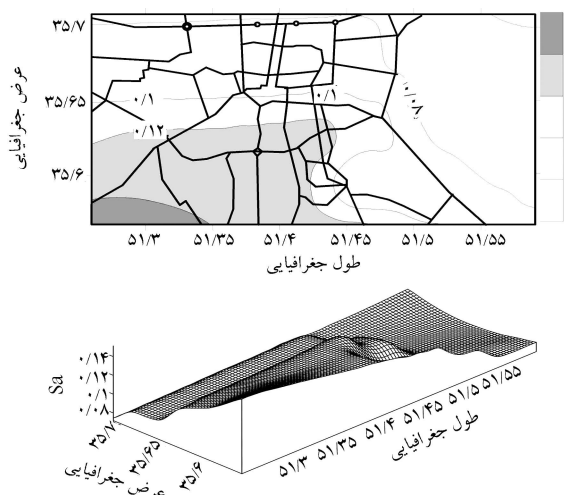 ۳۵/۷
۳۵/۶۵
۳۵/۶
عرض جغرافیایی
۰/۱
۰/۱۲
۰/۱
۰/۰۸
۵۱/۳ ۵۱/۳۵ ۵۱/۴ ۵۱/۴۵ ۵۱/۵ ۵۱/۵۵
طول جغرافیایی
Sa
۰/۱۴
۰/۱۲
۰/۱
۰/۰۸
۳۵/۷ ۳۵/۶۵ ۳۵/۶
عرض جغرافیایی
۵۱/۳ ۵۱/۳۵ ۵۱/۴ ۵۱/۴۵ ۵۱/۵ ۵۱/۵۵
طول جغرافیایی